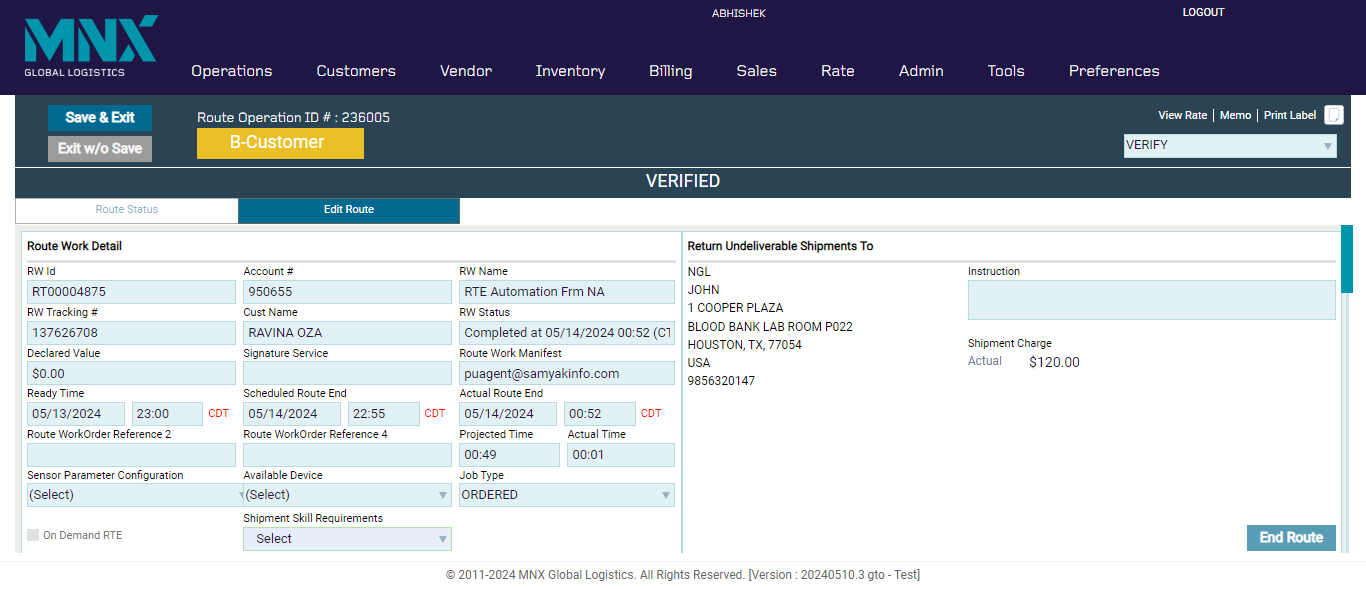 ABHISHEK
LOGOUT
MNX
GLOBAL LOGISTICS
Operations Customers Vendor Inventory Billing Sales Rate Admin Tools Preferences
Save & Exit
Exit w/o Save
Route Operation ID # : 236005
B-Customer
View Rate | Memo | Print Label
VERIFY
VERIFIED
Route Status
Edit Route
Route Work Detail
RW Id Account # RW Name
RT00004875 950655 RTE Automation Frm NA
RW Tracking # Cust Name RW Status
137626708 RAVINA OZA Completed at 05/14/2024 00:52 (CT
Declared Value Signature Service Route Work Manifest
$0.00 puagent@samyakinfo.com
Ready Time Scheduled Route End Actual Route End
05/13/2024 23:00 CDT 05/14/2024 22:55 CDT 05/14/2024 00:52 CDT
Route WorkOrder Reference 2 Route WorkOrder Reference 4 Projected Time Actual Time
00:49 00:01
Sensor Parameter Configuration Available Device Job Type
(Select) (Select) ORDERED
Shipment Skill Requirements
On Demand RTE Select
Return Undeliverable Shipments To
NGL
JOHN
1 COOPER PLAZA
BLOOD BANK LAB ROOM P022
HOUSTON, TX, 77054
USA
9856320147
Instruction
Shipment Charge
Actual $120.00
End Route
© 2011-2024 MNX Global Logistics. All Rights Reserved. [Version : 20240510.3 gto - Test]